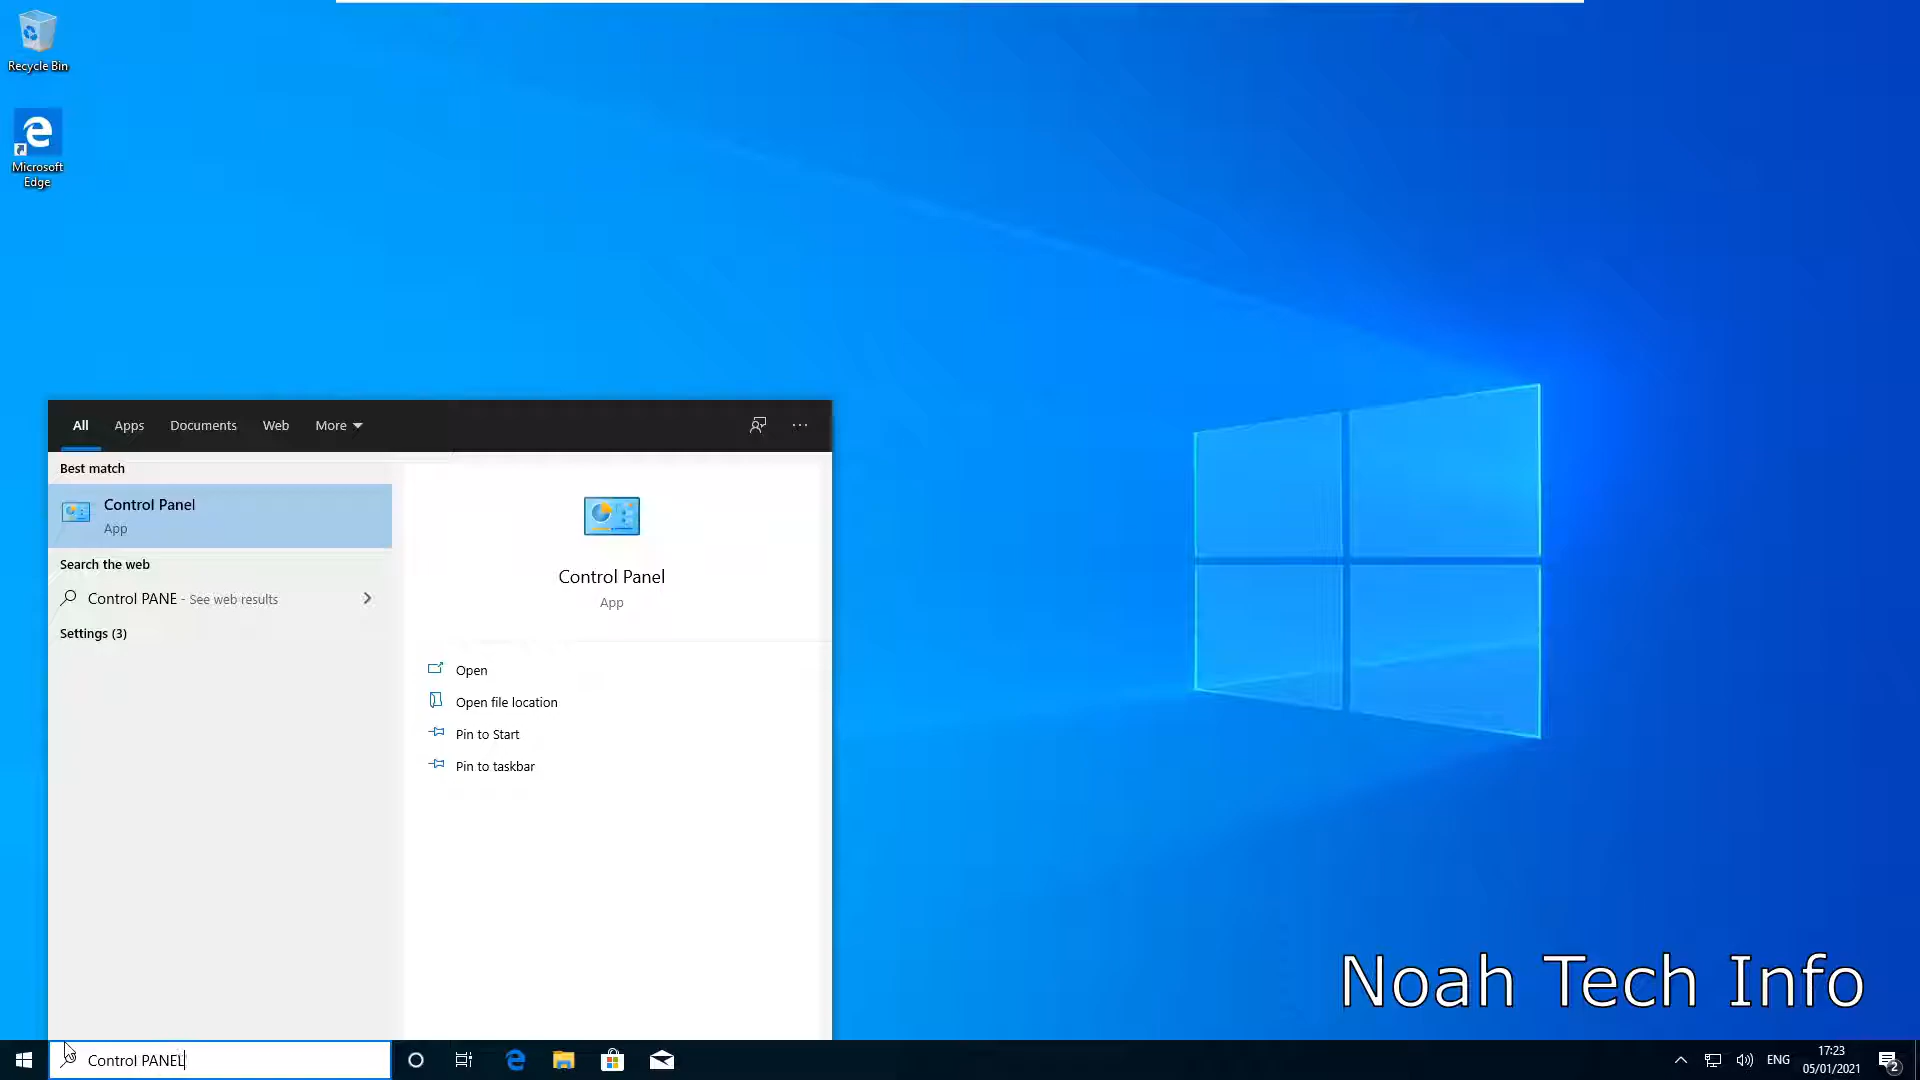 Recycle Bin
Microsoft
Edge
All
Apps
Documents
Web
More
Best match
Control Panel
App
Search the web
Control PANE - See web results
Settings (3)
Control Panel
App
Open
Open file location
Pin to Start
Pin to taskbar
Noah Tech Info
Control PANEL
ENG
17:23
05/01/2021
2